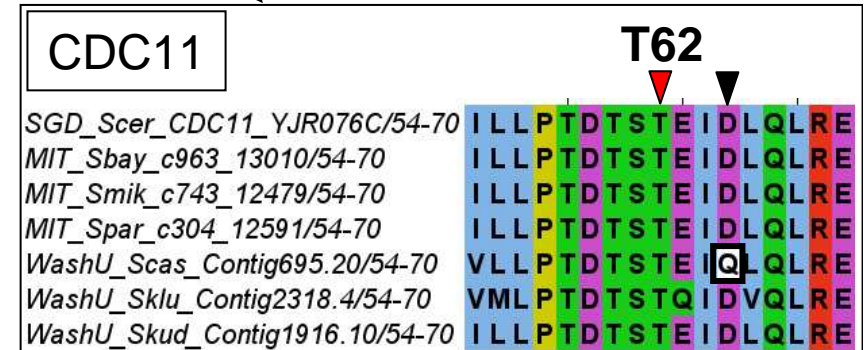 CDC11
T62
SGD_Scer_CDC11_YJR076C/54-70 ILLPTDTSTEIDLQLRE
MIT_Sbay_c963_13010/54-70 ILLPTDTSTEIDLQLRE
MIT_Smik_c743_12479/54-70 ILLPTDTSTEIDLQLRE
MIT_Spar_c304_12591/54-70 ILLPTDTSTEIDLQLRE
WashU_Scas_Contig695.20/54-70 VLLPTDTSTEIQLQLRE
WashU_Sklu_Contig2318.4/54-70 VMLPTDTSTQIDVQLRE
WashU_Skud_Contig1916.10/54-70 ILLPTDTSTEIDLQLRE